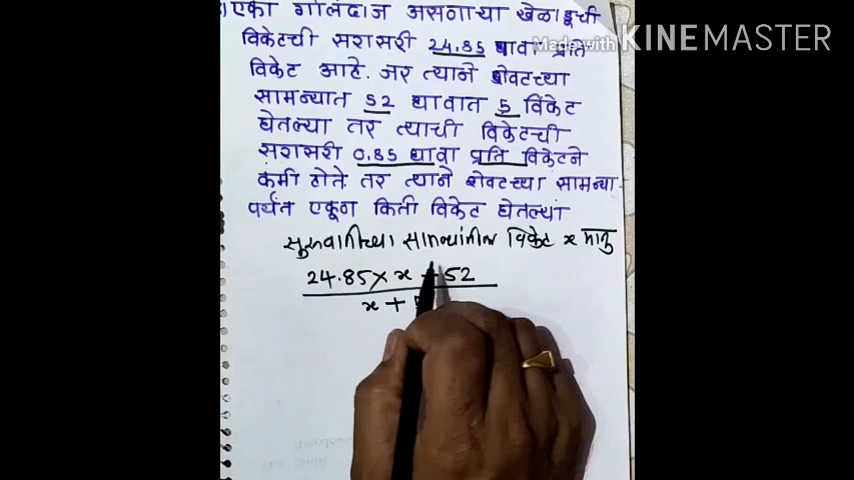 एका गोलंदाज असणाऱ्या खेळाडूची
विकेटची सरासरी 24.85 धावा प्रति
Made with KINEMASTER
विकेट आहे. जर त्याने शेवटच्या
सामन्यात 52 धावात 5 विकेट
घेतल्या तर त्याची विकेटची
सरासरी 0.85 धावा प्रति विकेटने
कमी होते. तर त्याने शेवटच्या सामन्या-
पर्यंत एकूण किती विकेट घेतल्या
सुरुवातीच्या सामन्यांतील विकेट x मानु
24.85 × x + 52
x +